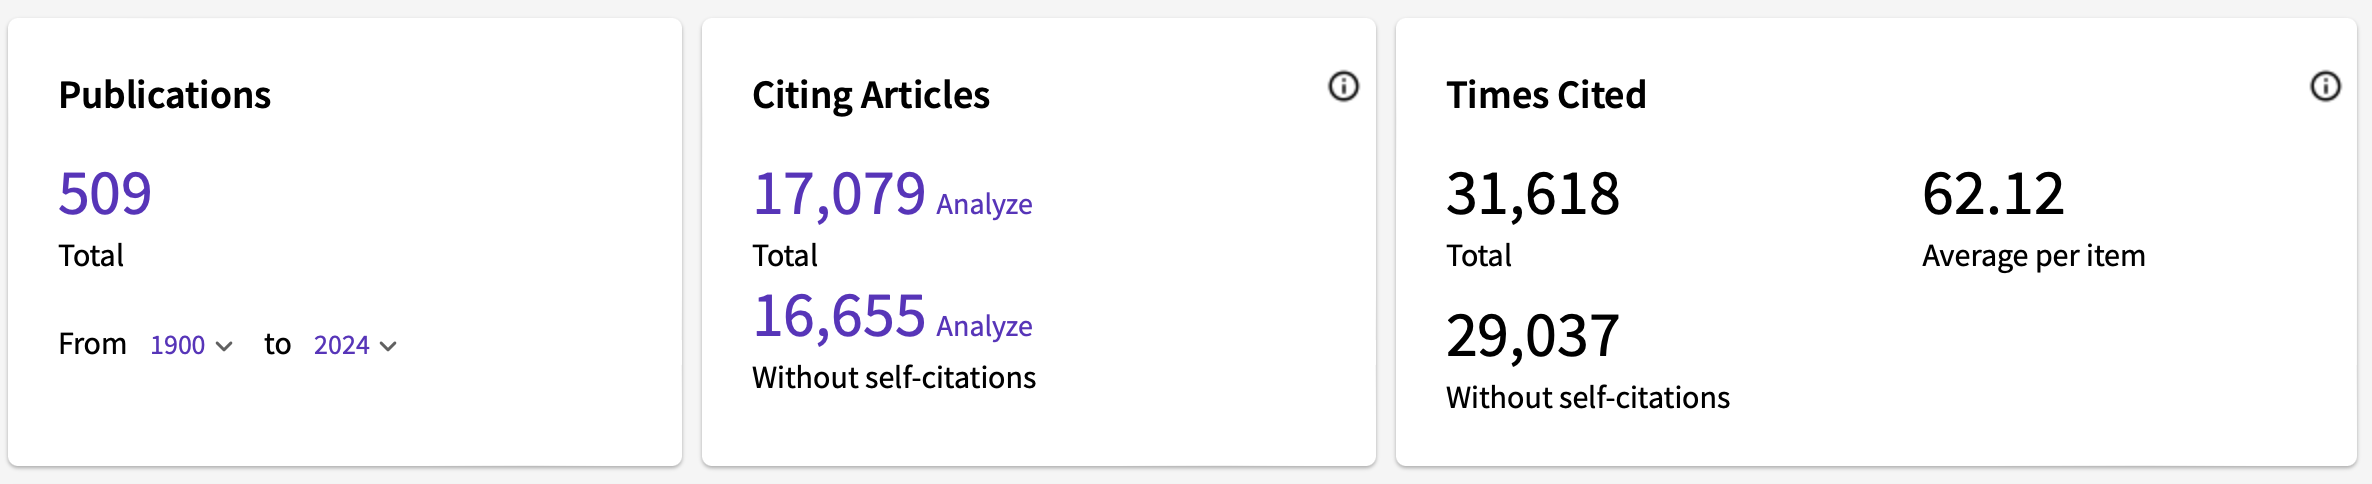 Publications
509
Total
From 1900 to 2024
Citing Articles
17,079 Analyze
Total
16,655 Analyze
Without self-citations
Times Cited
31,618
Total
62.12
Average per item
29,037
Without self-citations